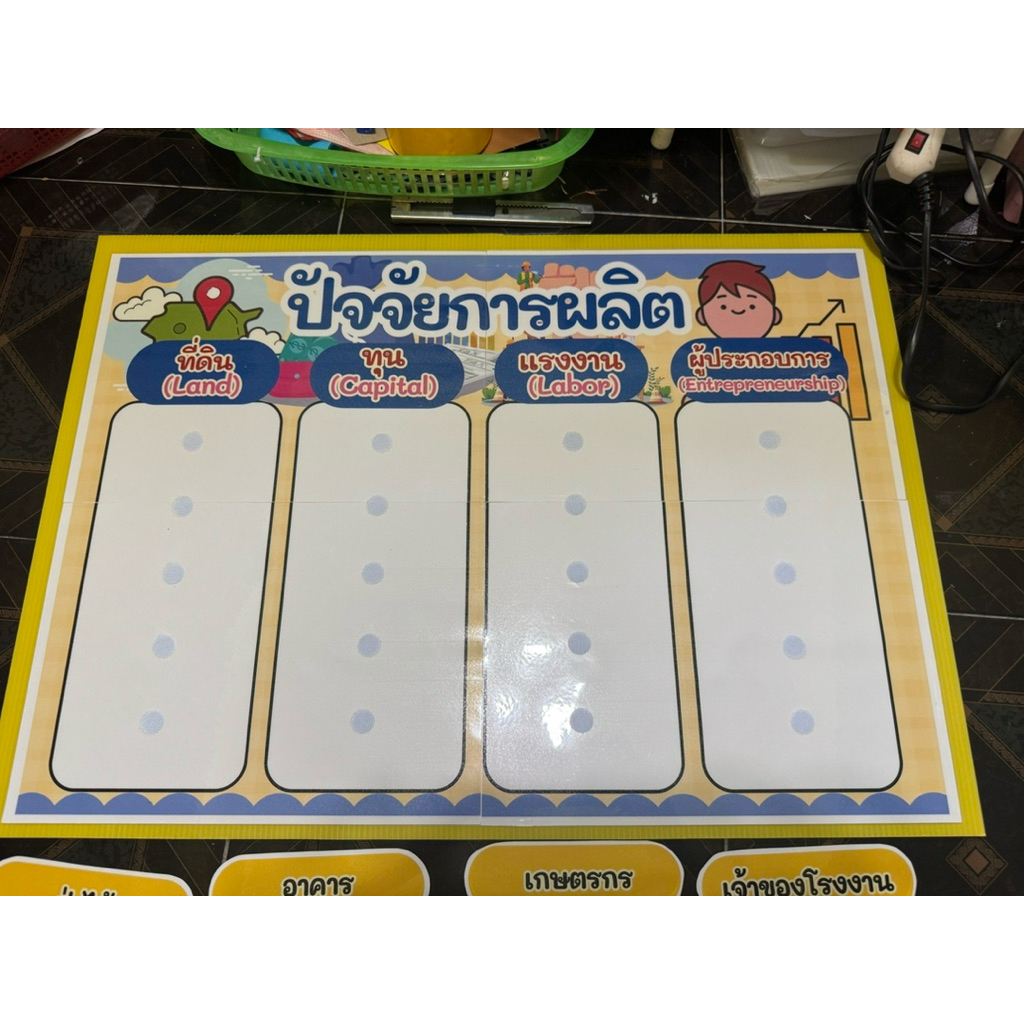 ปัจจัยการผลิต
ที่ดิน
(Land)
ทุน
(Capital)
แรงงาน
(Labor)
ผู้ประกอบการ
(Entrepreneurship)
อาคาร
เกษตรกร
เจ้าของโรงงาน